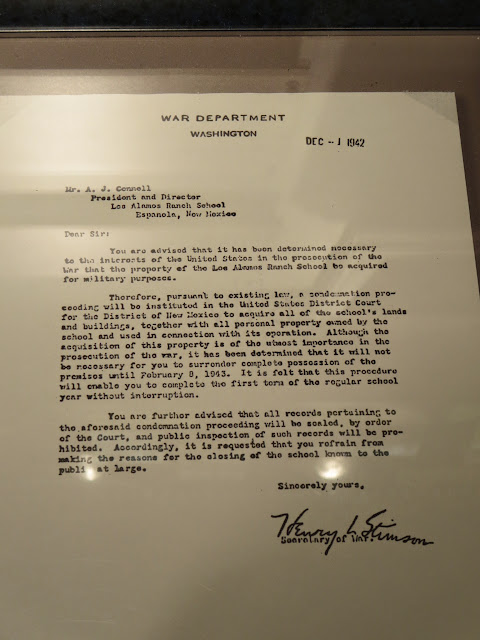 WAR DEPARTMENT
WASHINGTON
DEC -1 1942
Mr. A. J. Connell
President and Director
Los Alamos Ranch School
Espanola, New Mexico
Dear Sir:
You are advised that it has been determined necessary
to the interests of the United States in the prosecution of the
War that the property of the Los Alamos Ranch School be acquired
for military purposes.
Therefore, pursuant to existing law, a condemnation pro-
ceeding will be instituted in the United States District Court
for the District of New Mexico to acquire all of the school's lands
and buildings, together with all personal property owned by the
school and used in connection with its operation. Although the
acquisition of this property is of the utmost importance in the
prosecution of the war, it has been determined that it will not
be necessary for you to surrender complete possession of the
premises until February 8, 1943. It is felt that this procedure
will enable you to complete the first term of the regular school
year without interruption.
You are further advised that all records pertaining to
the aforesaid condemnation proceeding will be sealed, by order
of the Court, and public inspection of such records will be pro-
hibited. Accordingly, it is requested that you refrain from
making the reasons for the closing of the school known to the
public at large.
Sincerely yours,
Henry L Stimson
Secretary of War.